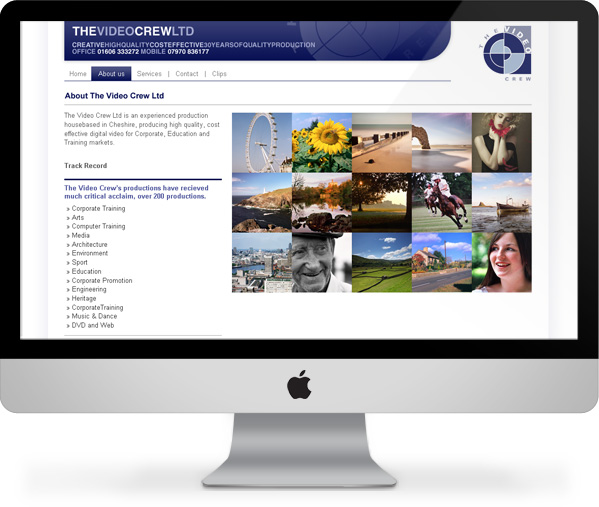 THEVIDEOCREWLTD
CREATIVEHIGHQUALITYCOSTEFFECTIVE30YEARSOFQUALITYPRODUCTION
OFFICE 01606 333272 MOBILE 07970 836177
THE VIDEO
CREW
Home | About us | Services | Contact | Clips
About The Video Crew Ltd
The Video Crew Ltd is an experienced production
housebased in Cheshire, producing high quality, cost
effective digital video for Corporate, Education and
Training markets.
Track Record
The Video Crew's productions have recieved
much critical acclaim, over 200 productions.
» Corporate Training
» Arts
» Computer Training
» Media
» Architecture
» Environment
» Sport
» Education
» Corporate Promotion
» Engineering
» Heritage
» CorporateTraining
» Music & Dance
» DVD and Web